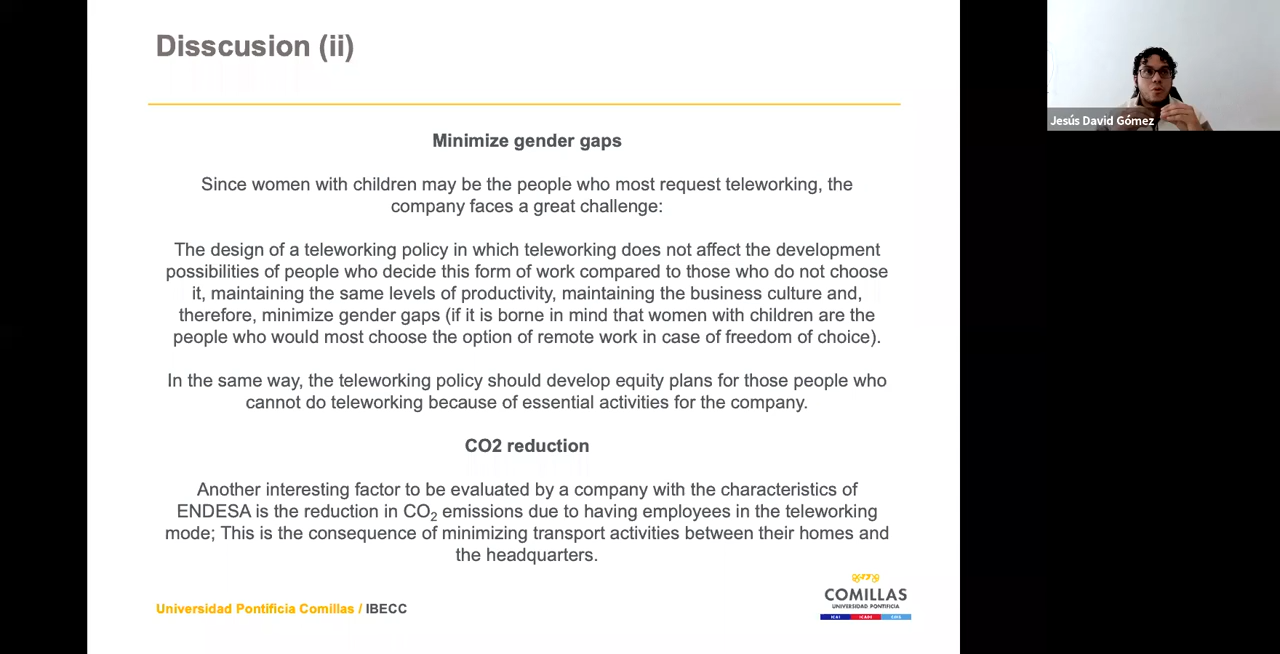 Disscusion (ii)
Jesús David Gómez
Minimize gender gaps
Since women with children may be the people who most request teleworking, the
company faces a great challenge:
The design of a teleworking policy in which teleworking does not affect the development
possibilities of people who decide this form of work compared to those who do not choose
it, maintaining the same levels of productivity, maintaining the business culture and,
therefore, minimize gender gaps (if it is borne in mind that women with children are the
people who would most choose the option of remote work in case of freedom of choice).
In the same way, the teleworking policy should develop equity plans for those people who
cannot do teleworking because of essential activities for the company.
CO2 reduction
Another interesting factor to be evaluated by a company with the characteristics of
ENDESA is the reduction in CO₂ emissions due to having employees in the teleworking
mode; This is the consequence of minimizing transport activities between their homes and
the headquarters.
Universidad Pontificia Comillas / IBECC
COMILLAS
UNIVERSIDAD PONTIFICIA
ICAI ICADE CIHS